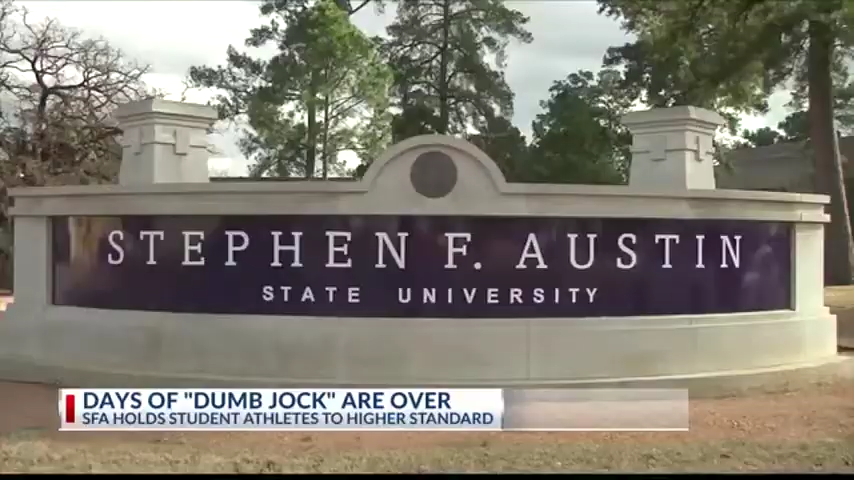 STEPHEN F. AUSTIN
STATE UNIVERSITY
DAYS OF "DUMB JOCK" ARE OVER
SFA HOLDS STUDENT ATHLETES TO HIGHER STANDARD